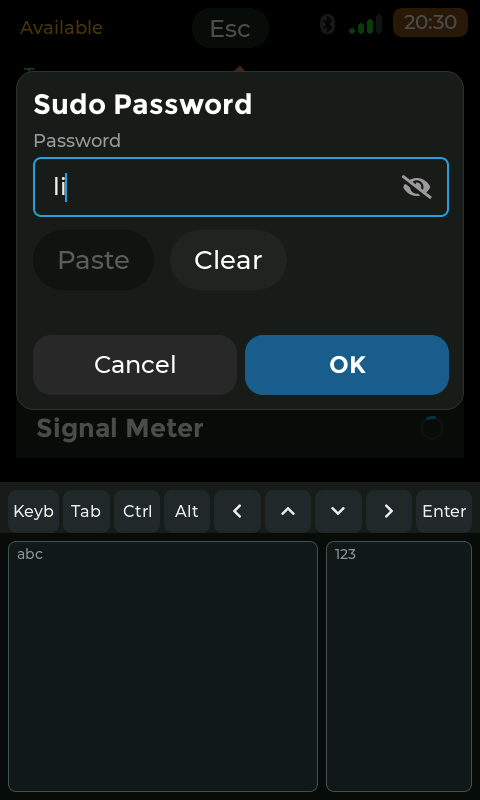 Available Esc 20:30
Sudo Password
Password
li
Paste Clear
Cancel OK
Signal Meter
Keyb Tab Ctrl Alt Enter
abc 123